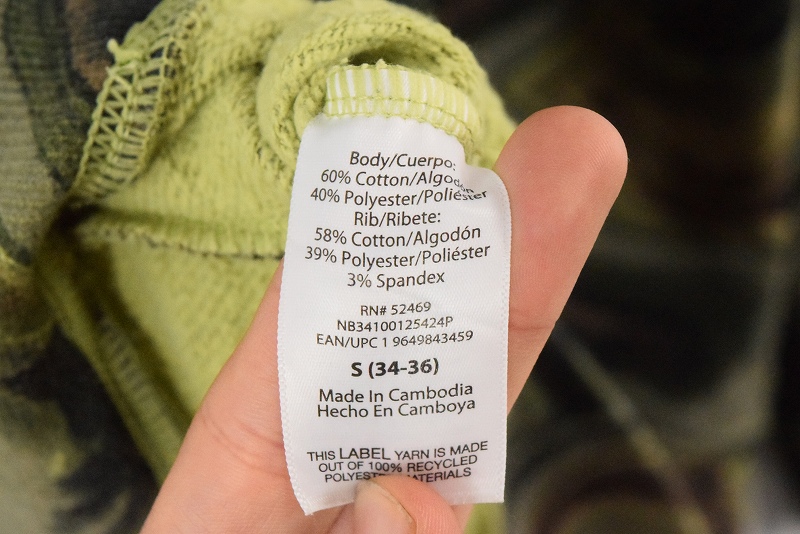 Body/Cuerpo:
60% Cotton/Algodón
40% Polyester/Poliéster
Rib/Ribete:
58% Cotton/Algodón
39% Polyester/Poliéster
3% Spandex
RN# 52469
NB34100125424P
EAN/UPC 1 9649843459
S (34-36)
Made In Cambodia
Hecho En Camboya
THIS LABEL YARN IS MADE
OUT OF 100% RECYCLED
POLYESTER MATERIALS